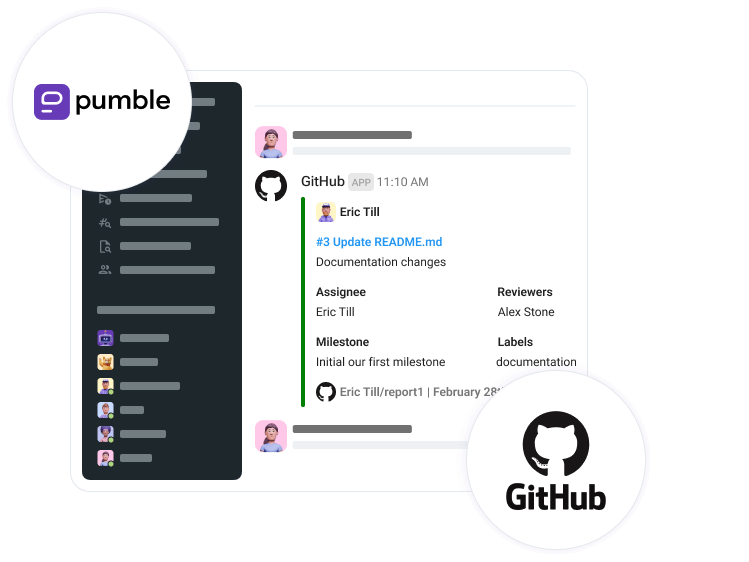 pumble
GitHub APP 11:10 AM
Eric Till
#3 Update README.md
Documentation changes
Assignee Reviewers
Eric Till Alex Stone
Milestone Labels
Initial our first milestone documentation
Eric Till/report1 | February 28
GitHub